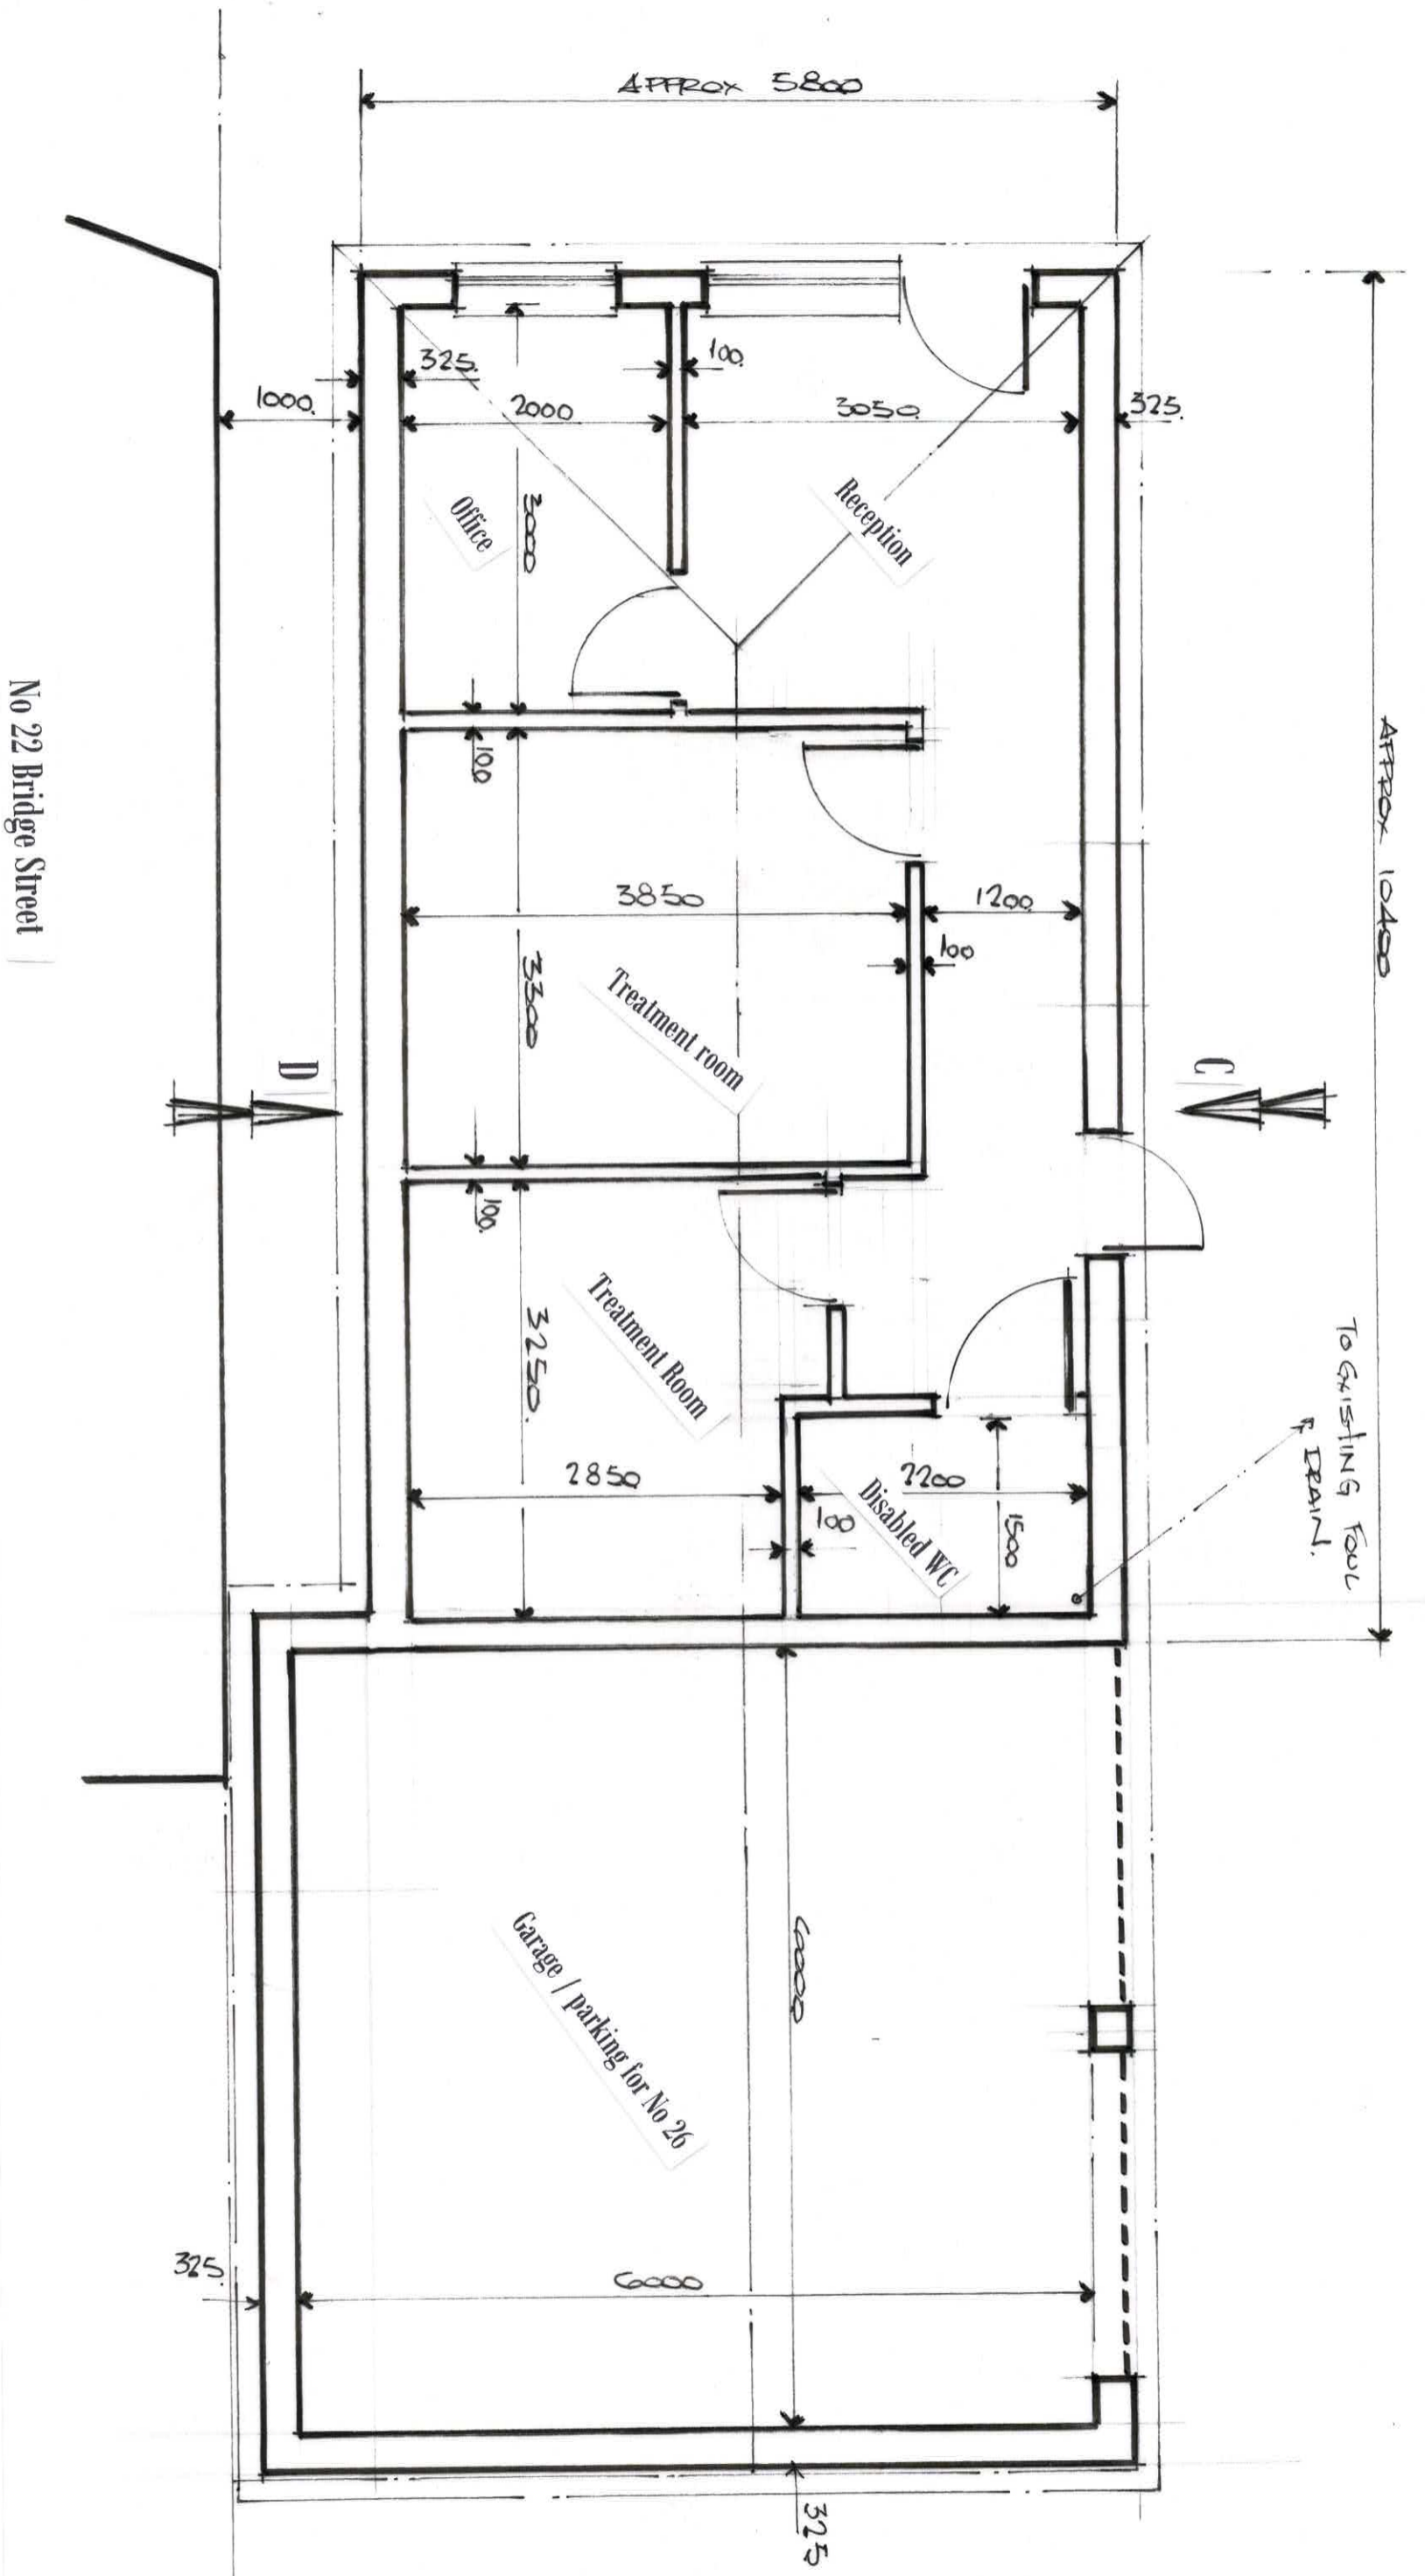 APPROX 5800
APPROX 10400
325.
100.
1000.
2000
3050.
325.
Office
3000
Reception
100
3850
1200.
100
3300
Treatment room
No 22 Bridge Street
D
C
100.
Treatment Room
3250.
2850
2200
100
Disabled WC
1500
TO EXISTING FOUL
DRAIN.
6000
Garage / parking for No 26
325.
6000
325